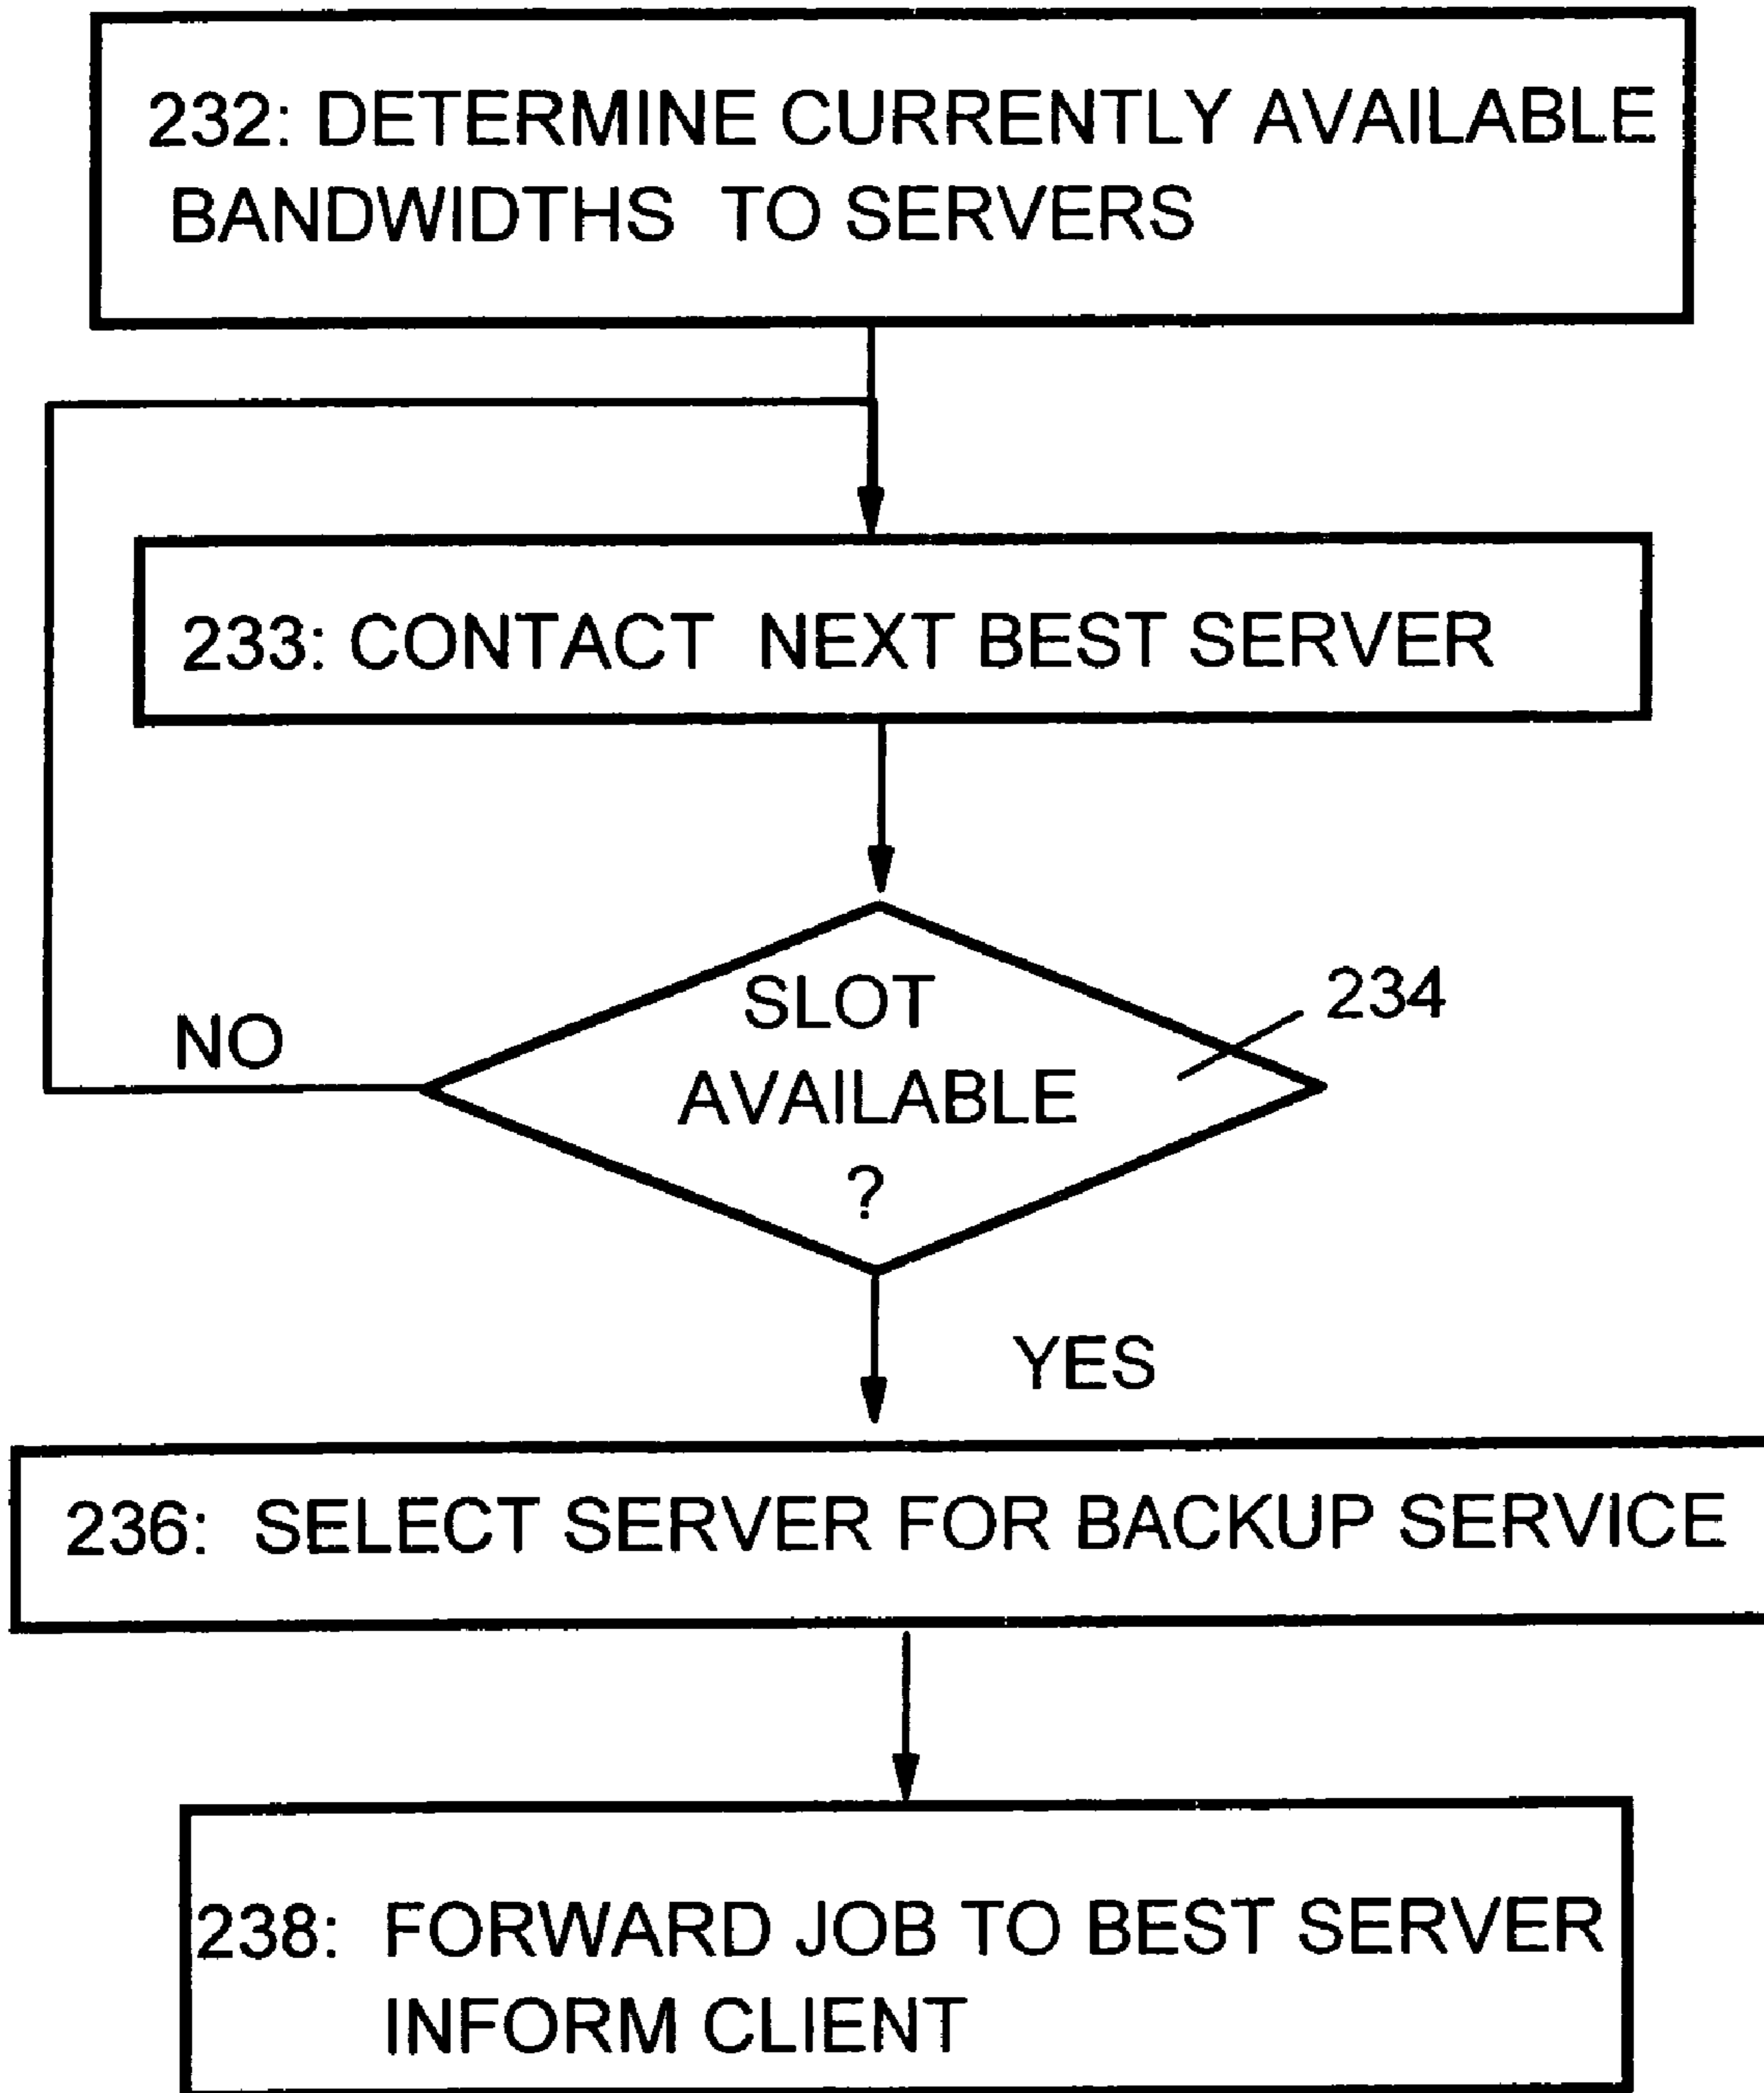 232: DETERMINE CURRENTLY AVAILABLE
BANDWIDTHS TO SERVERS
233: CONTACT NEXT BEST SERVER
SLOT
AVAILABLE
?
234
NO
YES
236: SELECT SERVER FOR BACKUP SERVICE
238: FORWARD JOB TO BEST SERVER
INFORM CLIENT